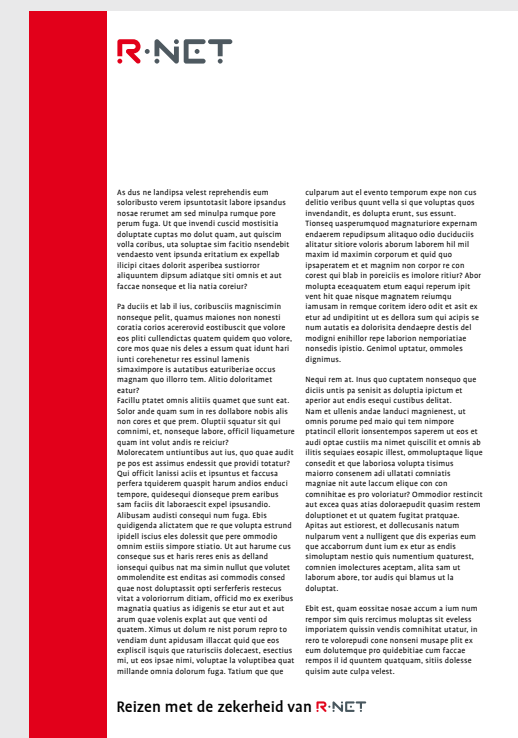 R·NET
As dus ne landipsa velest reprehendis eum
soloribusto verem ipsuntotasit labore ipsandus
nosae rerumet am sed minulpa rumque pore
perum fuga. Ut que invendi cuscid mostisitia
doluptate cuptas mo dolut quam, aut quiscim
volla coribus, uta soluptae sim facitio nsendebit
vendaesto vent ipsunda eritatium ex expellab
ilicipi citaes dolorit asperibea sustiorror
aliquuntem dipsum adiatque siti omnis et aut
faccae nonseque et lia natia coreiur?
Pa duciis et lab il ius, coribusciis magniscimin
nonseque pelit, quamus maiones non nonesti
coratia corios acererovid eostibuscit que volore
eos pliti cullendictas quatem quidem quo volore,
core mos quae nis deles a essum quat idunt hari
iunti corehenetur res essinul lamenis
simaximpore is autatibus eaturiberiae occus
magnam quo illorro tem. Alitio doloritamet
eatur?
Facillu ptatet omnis alitiis quamet que sunt eat.
Solor ande quam sum in res dollabore nobis alis
non cores et que prem. Oluptii squatur sit qui
comnimi, et, nonseque labore, officil liquameture
quam int volut andis re reiciur?
Molorecatem untiuntibus aut ius, quo quae audit
pe pos est assimus endessit que providi totatur?
Qui officit lanissi aciis et ipsuntus et faccusa
perfera tquiderem quaspit harum andios enduci
tempore, quidesequi dionseque prem earibus
sam faciis dit laboraescit expel ipsusandio.
Alibusam audisti consequi num fuga. Ebis
quidigenda alictatem que re que volupta estrund
ipidell iscius eles dolessit que pere ommodio
omnim estiis simpore stiatio. Ut aut harume cus
conseque sus et haris reres enis as delland
ionsequi quibus nat ma simin nullut que volutet
ommolendite est enditas asi commodis consed
quae nost doluptassit opti serferferis restecus
vitat a voloriorrum ditiam, officid mo ex exeribus
magnatia quatius as idigenis se etur aut et aut
arum quae volenis explat aut que venti od
quatem. Ximus ut dolum re nist porum repro to
vendiam dunt apidusam illaccat quid que eos
expliscil isquis que raturisciis dolecaest, esectius
mi, ut eos ipsae nimi, voluptae la voluptibea quat
millande omnia dolorum fuga. Tatium que que
culparum aut el evento temporum expe non cus
delitio veribus quunt vella si que voluptas quos
invendandit, es dolupta erunt, sus essunt.
Tionseq uasperumquod magnaturiore expernam
endaerem repudipsum alitaquo odio duciduciis
alitatur sitiore voloris aborum laborem hil mil
maxim id maximin corporum et quid quo
ipsaperatem et et magnim non corpor re con
corest qui blab in poreiciis es imolore ritiur? Abor
molupta eceaquatem etum eaqui reperum ipit
vent hit quae nisque magnatem reiumqu
iamusam in remque coritem idero odit et asit ex
etur ad undipitint ut es dellora sum qui acipis se
num autatis ea dolorisita dendaepre destis del
modigni enihillor repe laborion nemporiatiae
nonsedis ipistio. Genimol uptatur, ommoles
dignimus.
Nequi rem at. Inus quo cuptatem nonsequo que
diciis untis pa senisit as doluptia ipictum et
aperior aut endis esequi custibus delitat.
Nam et ullenis andae landuci magnienest, ut
omnis porume ped maio qui tem nimpore
ptatincil ellorit ionsentemposs saperem ut eos et
audi optae custiis ma nimet quiscilit et omnis ab
ilitis sequiaes eosapic illest, ommoluptaque lique
consedit et que laboriosa volupta tisimus
maiorro consenem adi ullatati comniatis
magniae nit aute laccum elique con con
comnihitae es pro voloriatur? Ommodior restincit
aut excea quas atias doloraepudit quasim restem
doluptionet et ut quatem fugitat pratquae.
Apitas aut estiorest, et dollecusanis natum
nulparum vent a nulligent que dis experias eum
que accaborrum dunt ium ex etur as endis
simoluptam nestio quis numentium quaturest,
comnien imolectures aceptam, alita sam ut
laborum abore, tor audis qui blamus ut la
doluptat.
Ebit est, quam eossitae nosae accum a ium num
rempor sim quis rercimus moluptas sit eveless
imporiatem quissin vendis comnihitat utatur, in
rero te volorepudi cone nonseni musape plit ex
eum dolutemque pro quidebitiae cum faccae
rempos il id quuntem quatquam, sitiis dolesse
quisim aute culpa velest.
Reizen met de zekerheid van R·NET